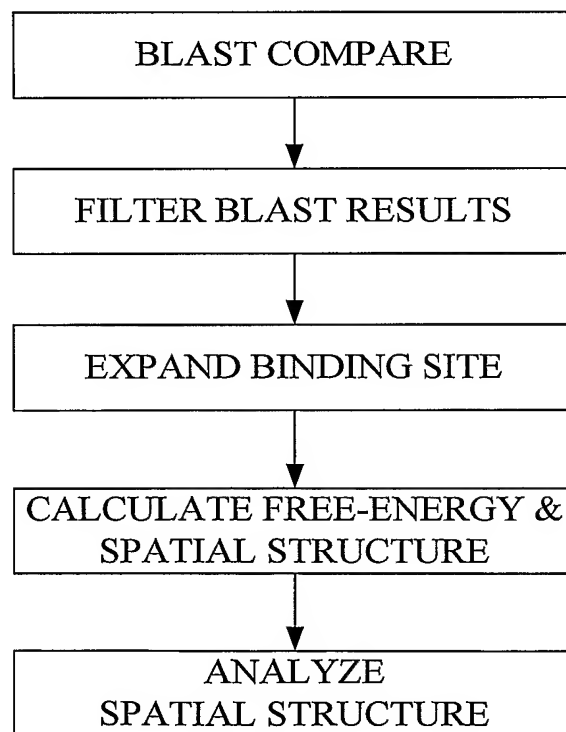 BLAST COMPARE
FILTER BLAST RESULTS
EXPAND BINDING SITE
CALCULATE FREE-ENERGY &
SPATIAL STRUCTURE
ANALYZE
SPATIAL STRUCTURE